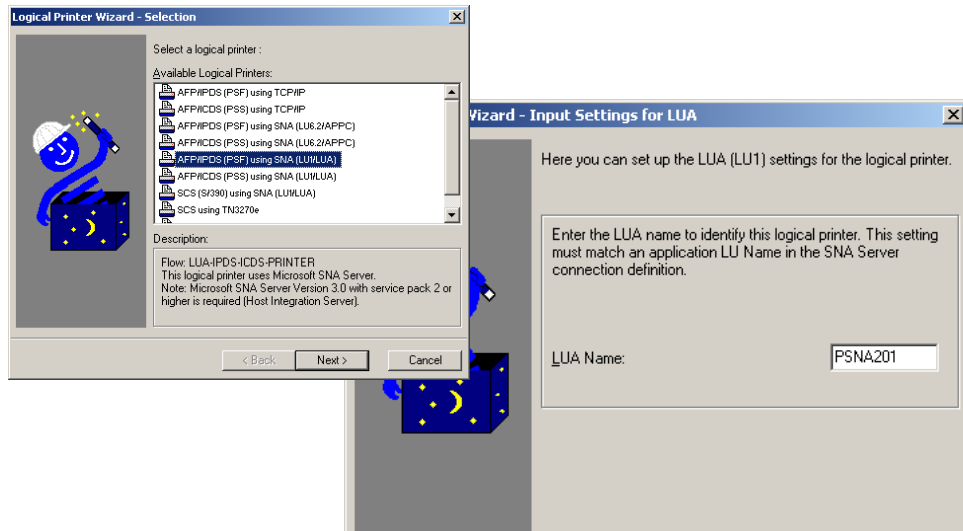 Logical Printer Wizard - Selection
Select a logical printer :
Available Logical Printers:
AFP/IPDS (PSF) using TCP/IP
AFP/ICDS (PSS) using TCP/IP
AFP/IPDS (PSF) using SNA (LU6.2/APPC)
AFP/ICDS (PSS) using SNA (LU6.2/APPC)
AFP/IPDS (PSF) using SNA (LU1/LUA)
AFP/ICDS (PSS) using SNA (LU1/LUA)
SCS (S/390) using SNA (LU1/LUA)
SCS using TN3270e
Description:
Flow: LUA-IPDS-ICDS-PRINTER
This logical printer uses Microsoft SNA Server.
Note: Microsoft SNA Server Version 3.0 with service pack 2 or
higher is required (Host Integration Server).
< Back
Next >
Cancel
Wizard - Input Settings for LUA
Here you can set up the LUA (LU1) settings for the logical printer.
Enter the LUA name to identify this logical printer. This setting
must match an application LU Name in the SNA Server
connection definition.
LUA Name:
PSNA201